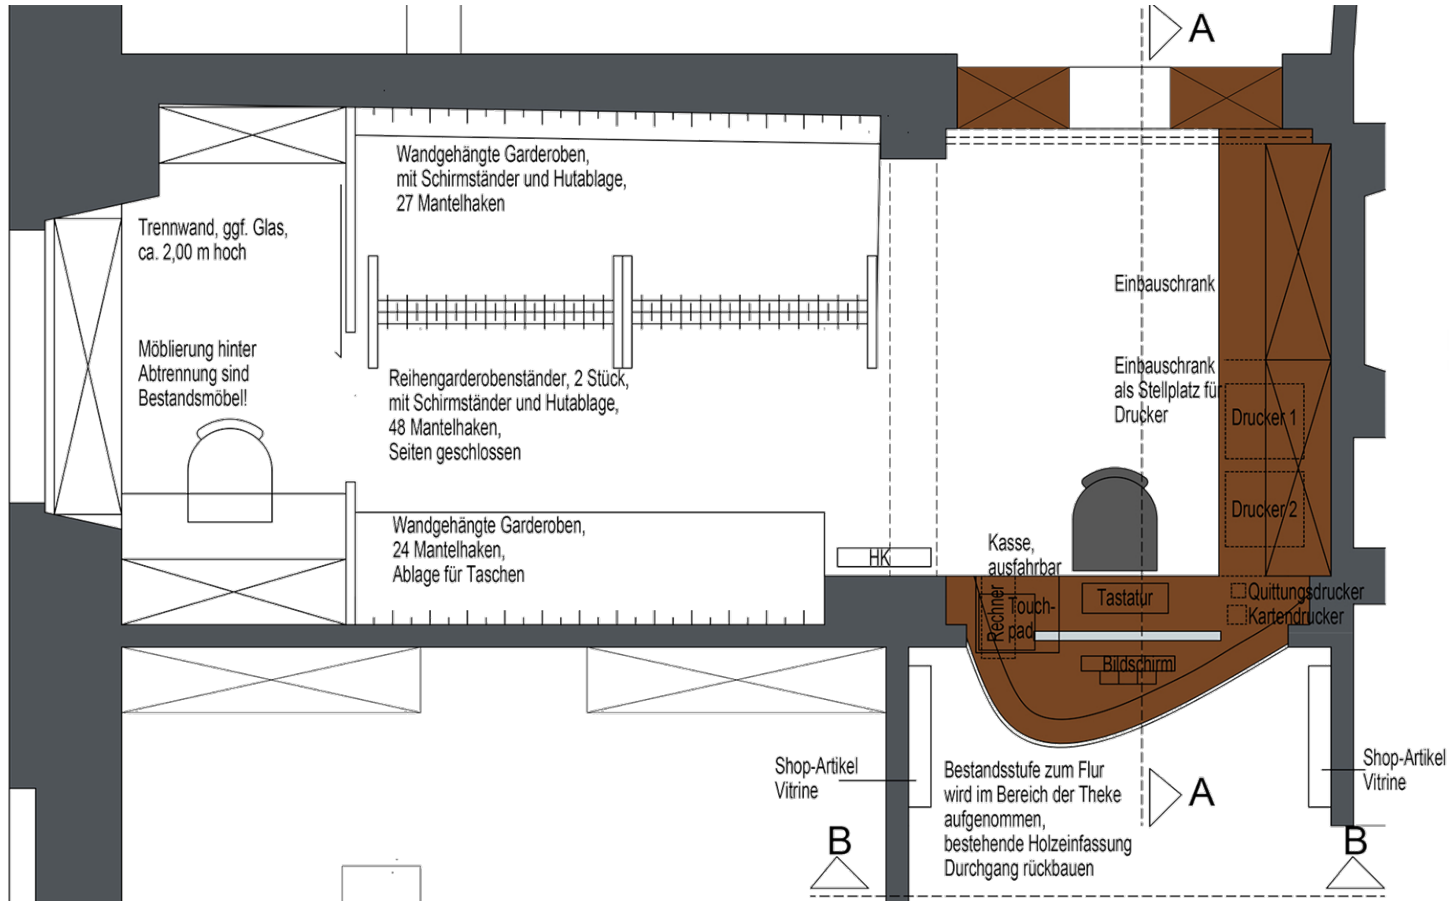 A
Wandgehängte Garderoben,
mit Schirmständer und Hutablage,
27 Mantelhaken
Trennwand, ggf. Glas,
ca. 2,00 m hoch
Einbauschrank
Möblierung hinter
Abtrennung sind
Bestandsmöbel!
Einbauschrank
als Stellplatz für
Drucker
Reihengarderobenständer, 2 Stück,
mit Schirmständer und Hutablage,
48 Mantelhaken,
Seiten geschlossen
Drucker 1
Drucker 2
Wandgehängte Garderoben,
24 Mantelhaken,
Ablage für Taschen
HK
Kasse,
ausfahrbar
Rechner
Touch-
pad
Tastatur
Quittungsdrucker
Kartendrucker
Bildschirm
Shop-Artikel
Vitrine
Bestandsstufe zum Flur
wird im Bereich der Theke
aufgenommen,
bestehende Holzeinfassung
Durchgang rückbauen
A
Shop-Artikel
Vitrine
B
B